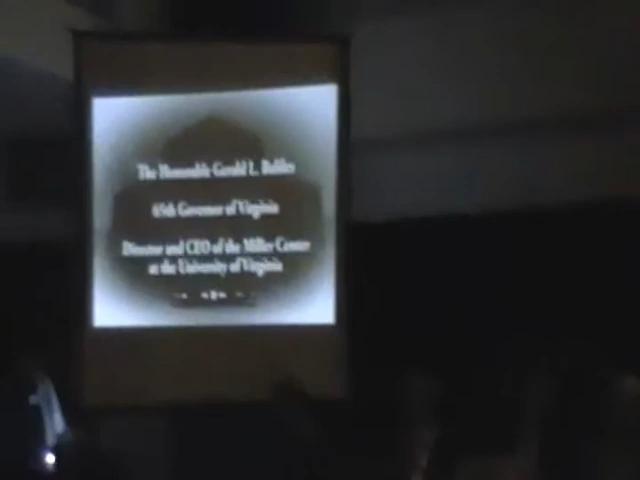 The Honorable Gerald L. Baliles
65th Governor of Virginia
Director and CEO of the Miller Center
at the University of Virginia